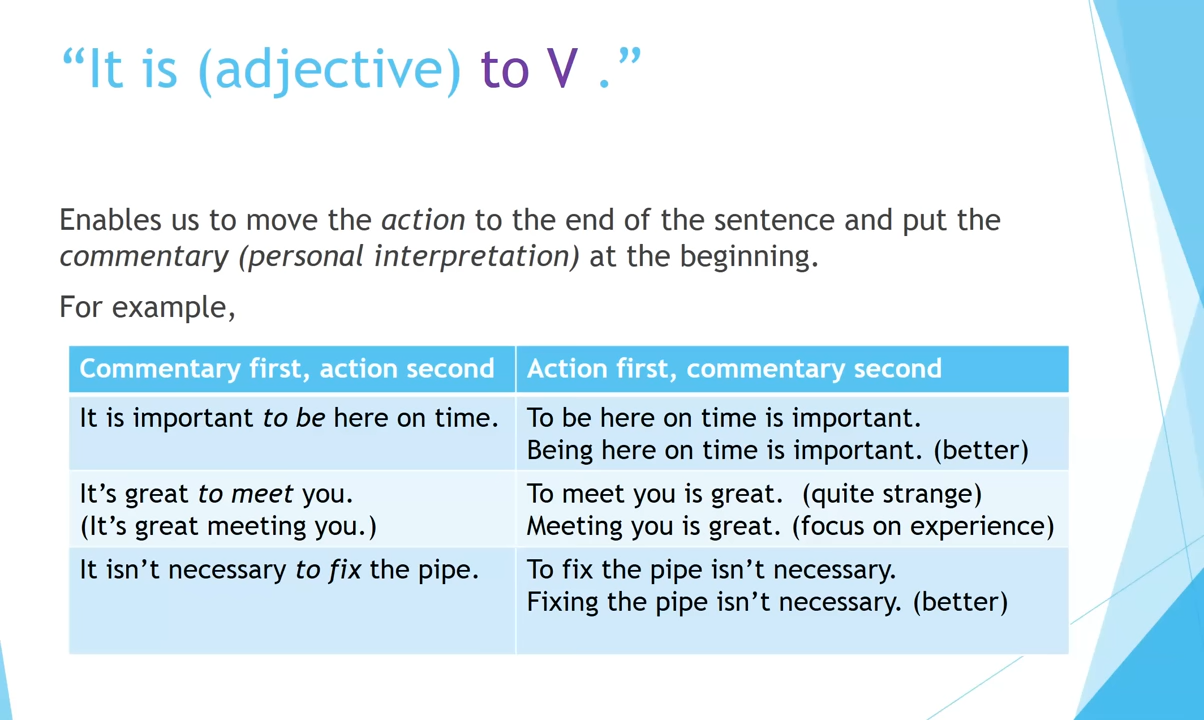 “It is (adjective) to V .”
Enables us to move the action to the end of the sentence and put the
commentary (personal interpretation) at the beginning.
For example,
Commentary first, action second
Action first, commentary second
It is important to be here on time.
To be here on time is important.
Being here on time is important. (better)
It’s great to meet you.
(It’s great meeting you.)
To meet you is great.  (quite strange)
Meeting you is great. (focus on experience)
It isn’t necessary to fix the pipe.
To fix the pipe isn’t necessary.
Fixing the pipe isn’t necessary. (better)